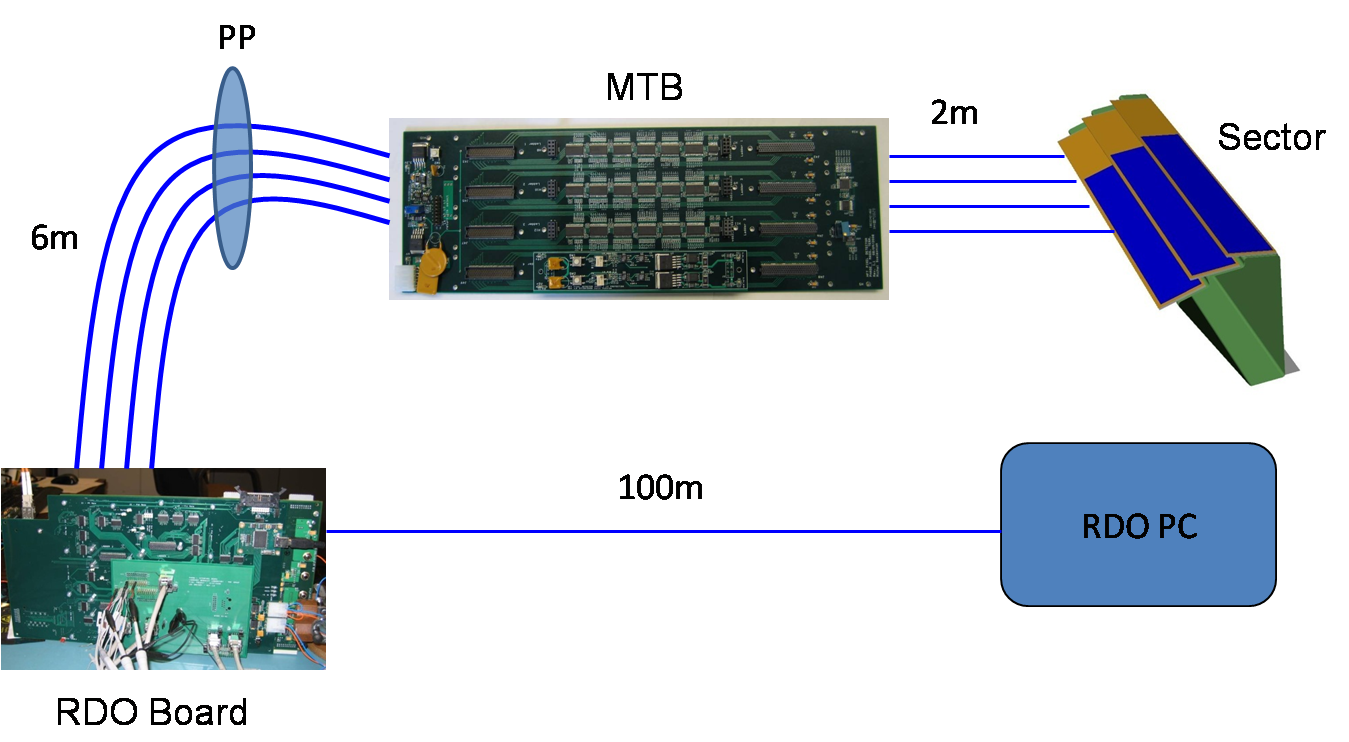 PP
MTB
2m
Sector
6m
100m
RDO PC
RDO Board